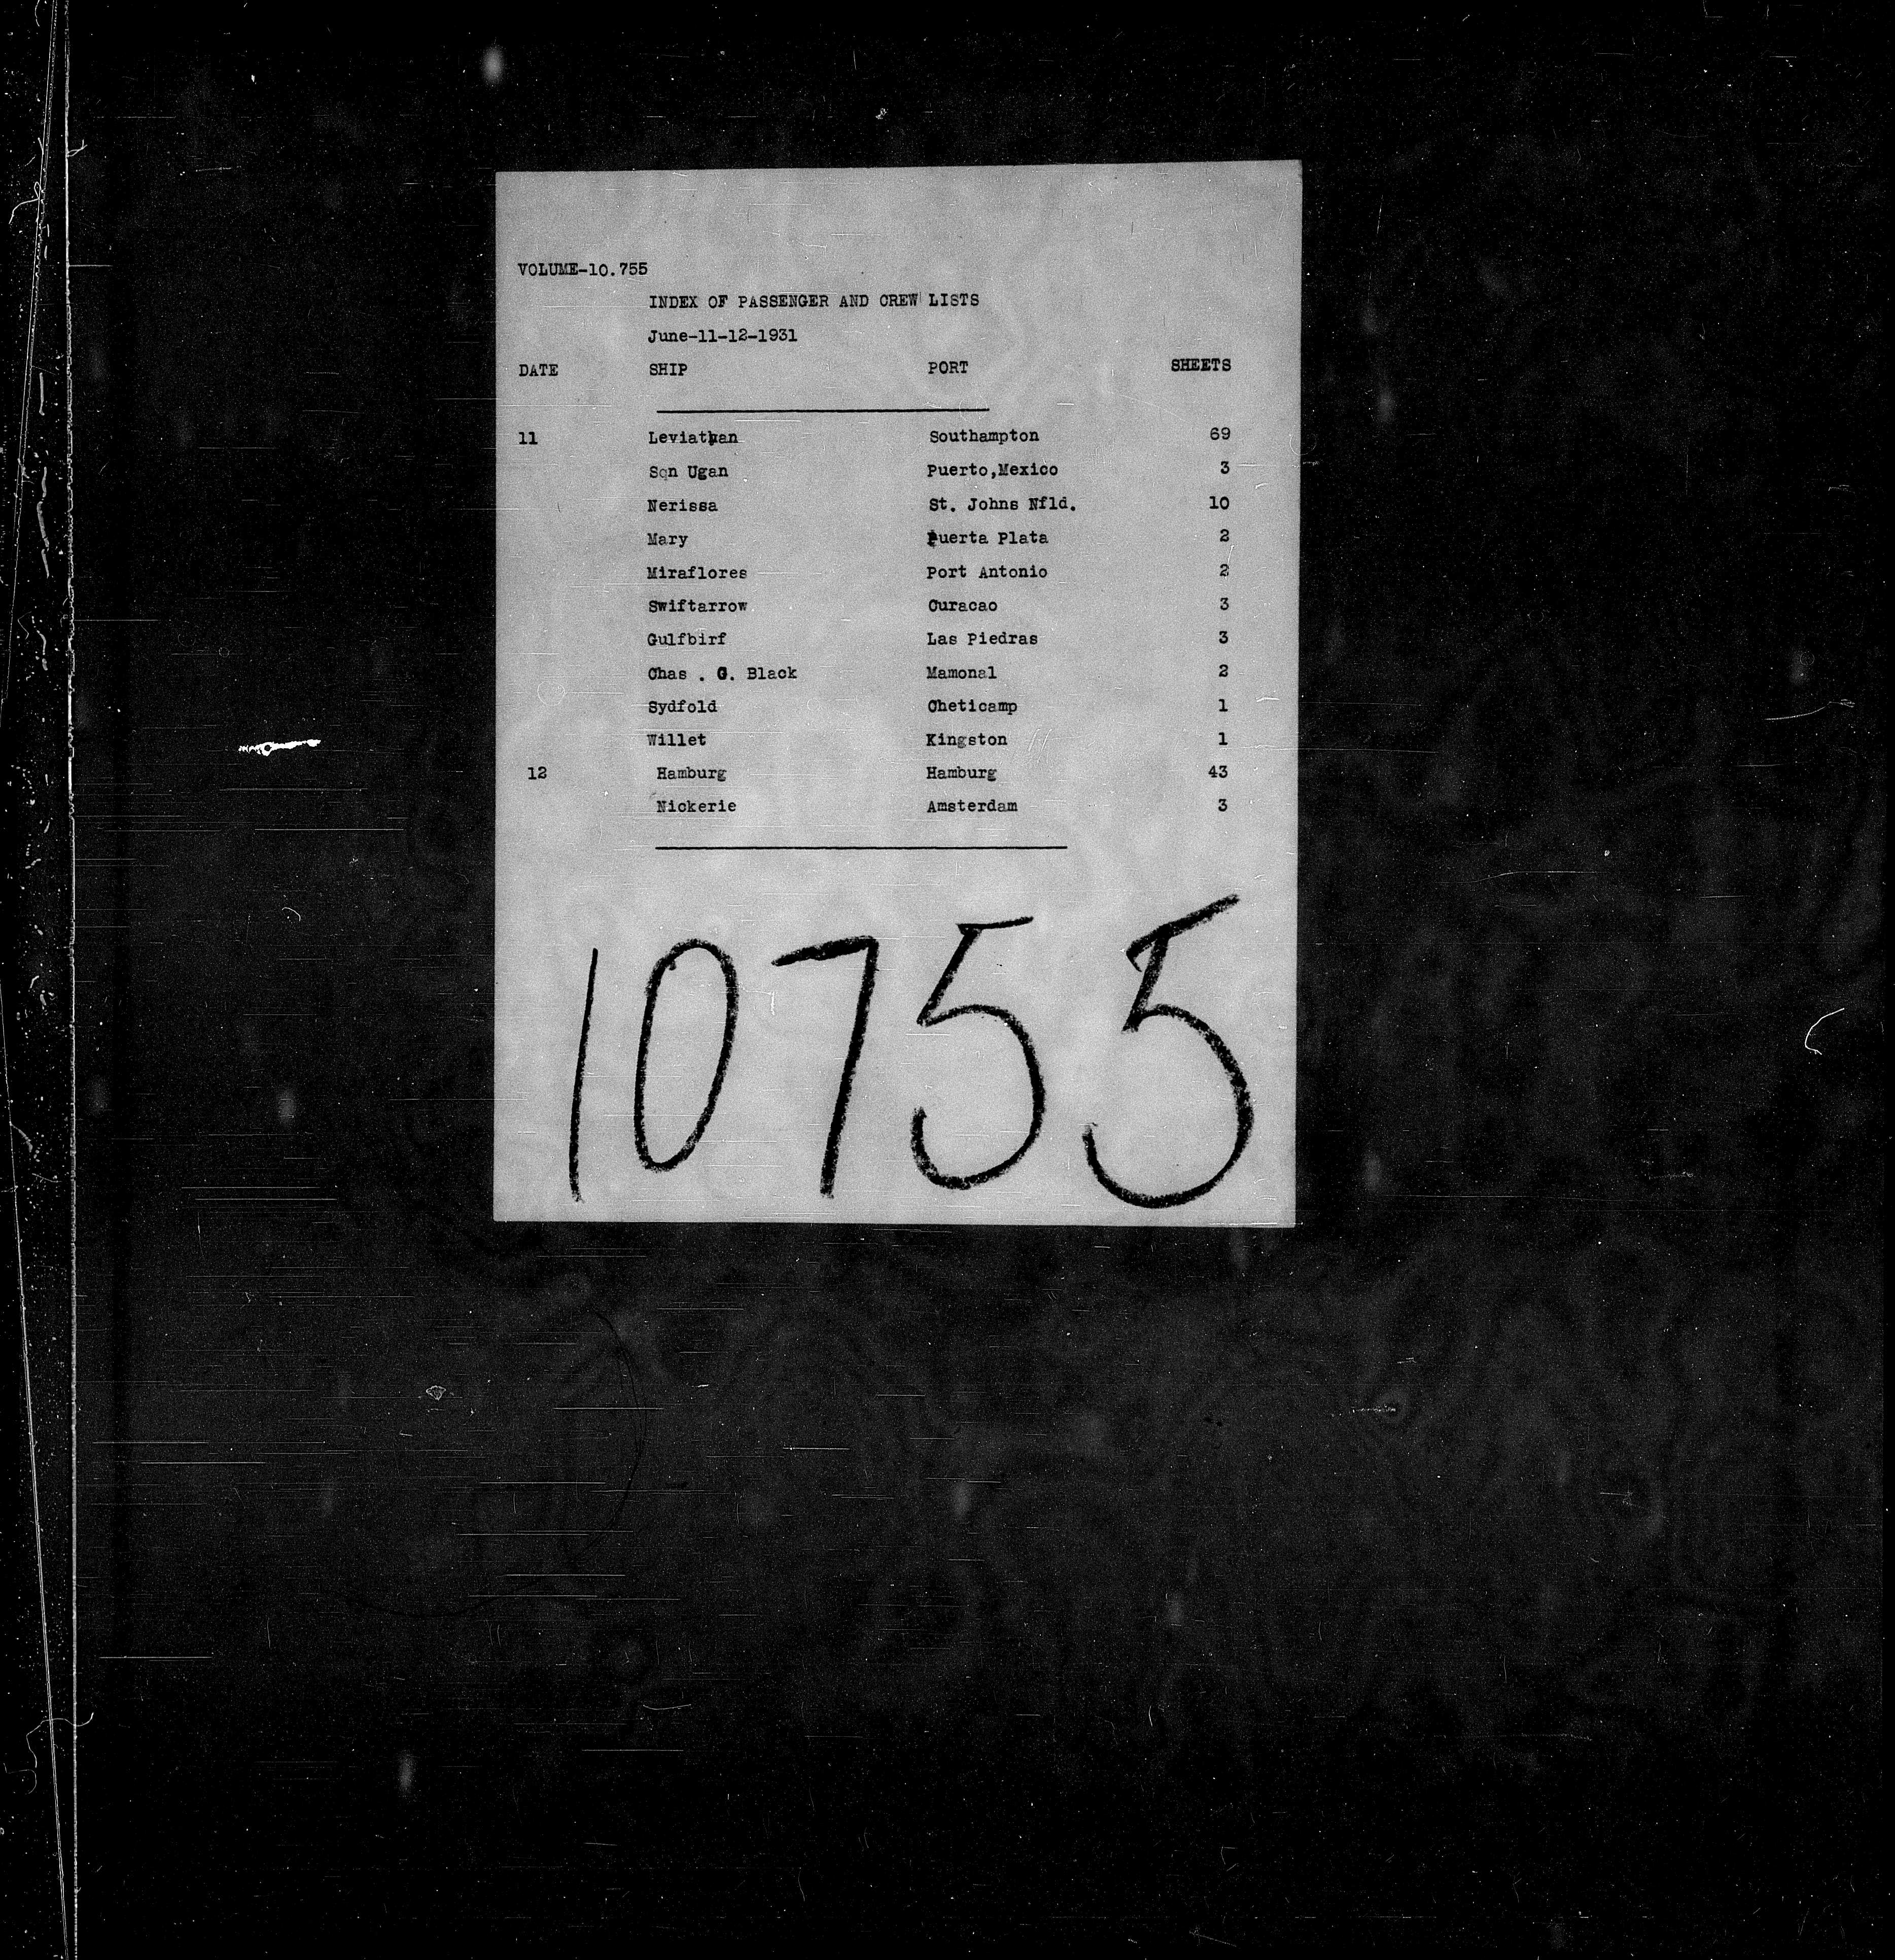 VOLUME-10.755
INDEX OF PASSENGER AND CREW LISTS
June-11-12-1931
DATE SHIP PORT SHEETS
11 Leviathan Southampton 69
Son Ugan Puerto,Mexico 3
Nerissa St. Johns Nfld. 10
Mary Puerta Plata 2
Miraflores Port Antonio 2
Swiftarrow Curacao 3
Gulfbirf Las Piedras 3
Chas . G. Black Mamonal 2
Sydfold Cheticamp 1
Willet Kingston 1
12 Hamburg Hamburg 43
Nickerie Amsterdam 3
10755